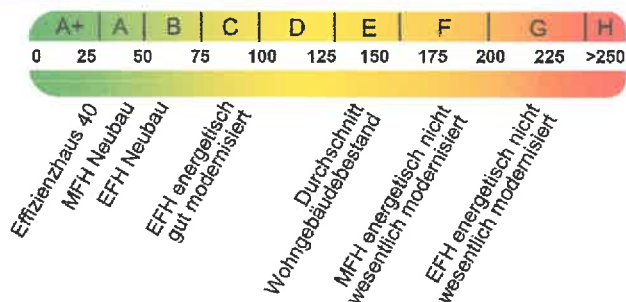 A+ A B C D E F G H
0 25 50 75 100 125 150 175 200 225 >250
Effizienzhaus 40
MFH Neubau
EFH Neubau
EFH energetisch
gut modernisiert
Durchschnitt
Wohngebäudebestand
MFH energetisch nicht
wesentlich modernisiert
EFH energetisch nicht
wesentlich modernisiert